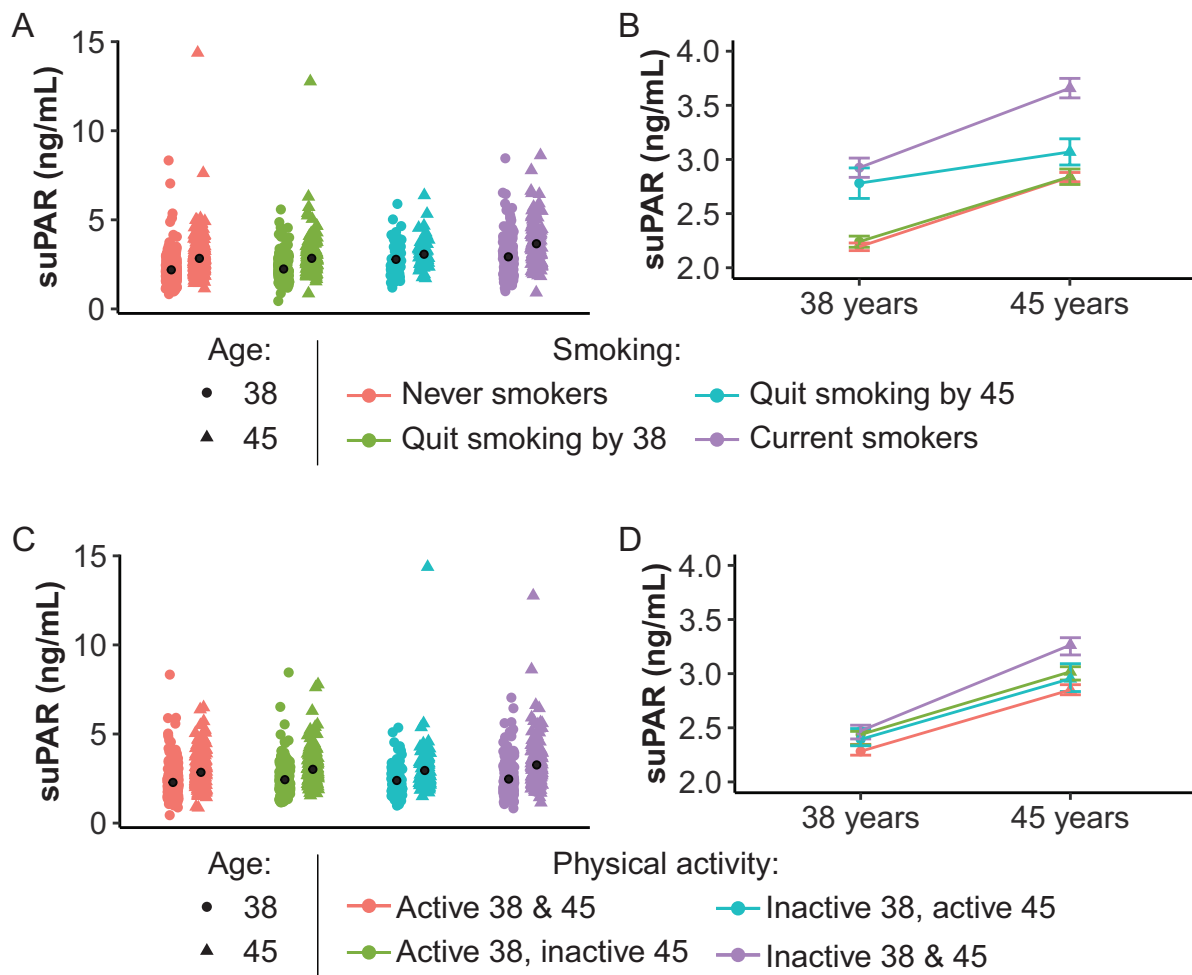 A
suPAR (ng/mL)
15
10
5
0
B
suPAR (ng/mL)
4.0
3.5
3.0
2.5
2.0
38 years 45 years
Age:
38
45
Smoking:
Never smokers
Quit smoking by 45
Quit smoking by 38
Current smokers
C
suPAR (ng/mL)
15
10
5
0
D
suPAR (ng/mL)
4.0
3.5
3.0
2.5
2.0
38 years 45 years
Age:
38
45
Physical activity:
Active 38 & 45
Inactive 38, active 45
Active 38, inactive 45
Inactive 38 & 45